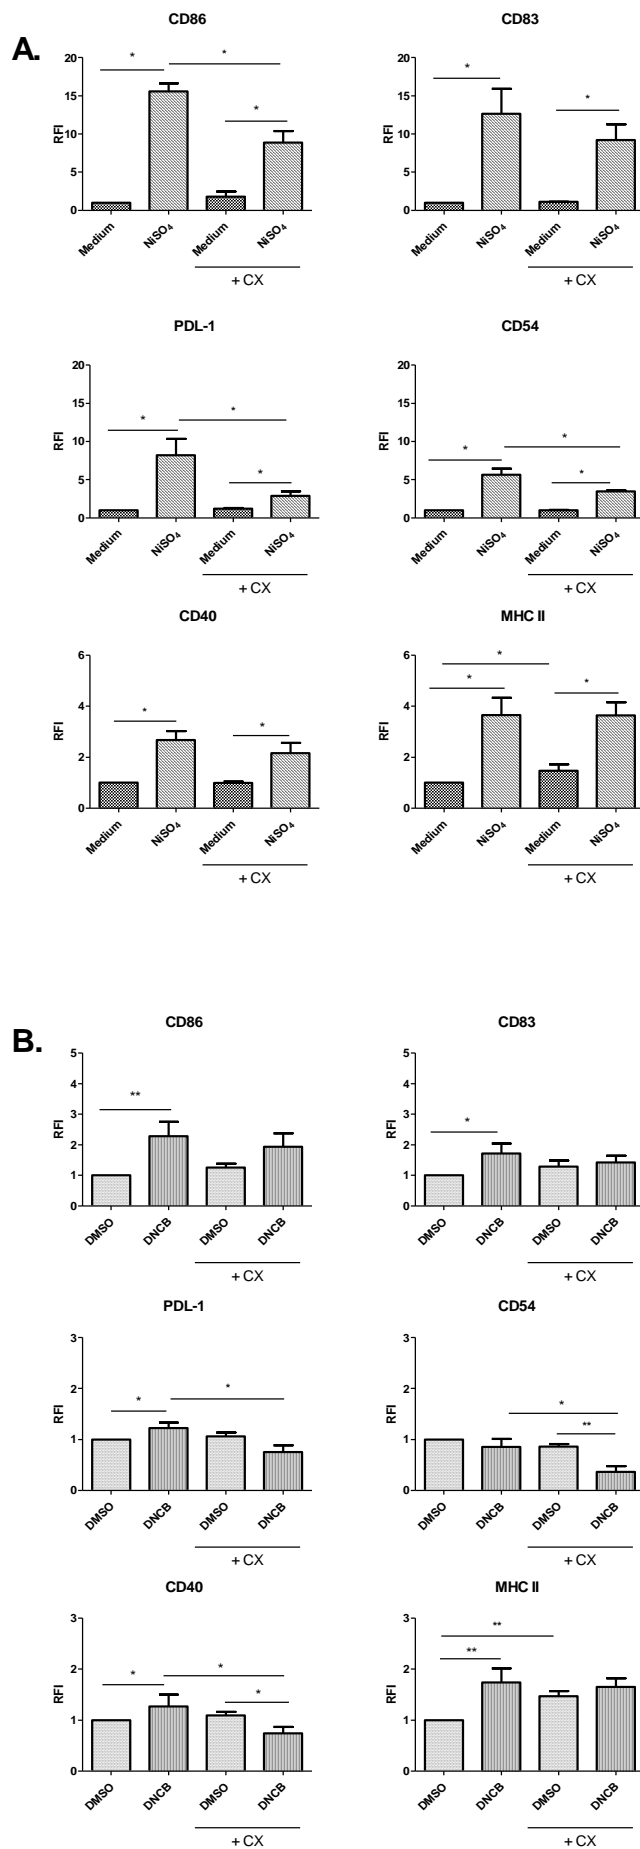 A.
CD86
CD83
* * *
* *
20 15 10 5 0
RFI
20 15 10 5 0
RFI
Medium NiSO₄ Medium NiSO₄
Medium NiSO₄ Medium NiSO₄
+ CX
+ CX
PDL-1
CD54
* * *
* * *
20 15 10 5 0
RFI
20 15 10 5 0
RFI
Medium NiSO₄ Medium NiSO₄
Medium NiSO₄ Medium NiSO₄
+ CX
+ CX
CD40
MHC II
* *
* * *
6 4 2 0
RFI
6 4 2 0
RFI
Medium NiSO₄ Medium NiSO₄
Medium NiSO₄ Medium NiSO₄
+ CX
+ CX
B.
CD86
CD83
**
*
5 4 3 2 1 0
RFI
5 4 3 2 1 0
RFI
DMSO DNCB DMSO DNCB
DMSO DNCB DMSO DNCB
+ CX
+ CX
PDL-1
CD54
* *
* **
3 2 1 0
RFI
3 2 1 0
RFI
DMSO DNCB DMSO DNCB
DMSO DNCB DMSO DNCB
+ CX
+ CX
CD40
MHC II
* * *
** **
3 2 1 0
RFI
3 2 1 0
RFI
DMSO DNCB DMSO DNCB
DMSO DNCB DMSO DNCB
+ CX
+ CX